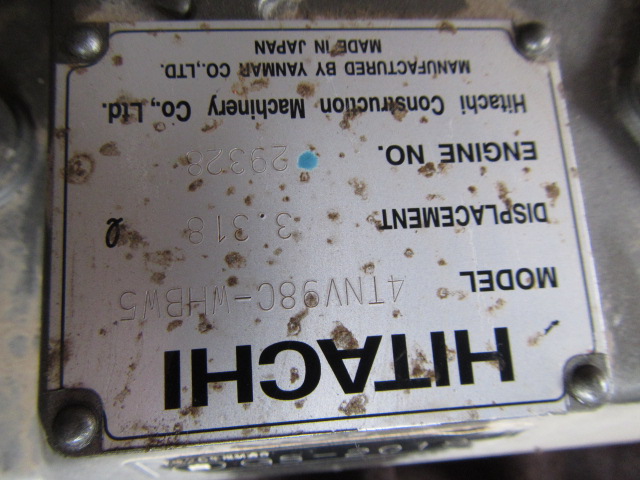 HITACHI
MODEL 4TNV98C-WHBW5
DISPLACEMENT 3.318 ℓ
ENGINE NO. 29328
Hitachi Construction Machinery Co.,Ltd.
MANUFACTURED BY YANMAR CO.,LTD.
MADE IN JAPAN